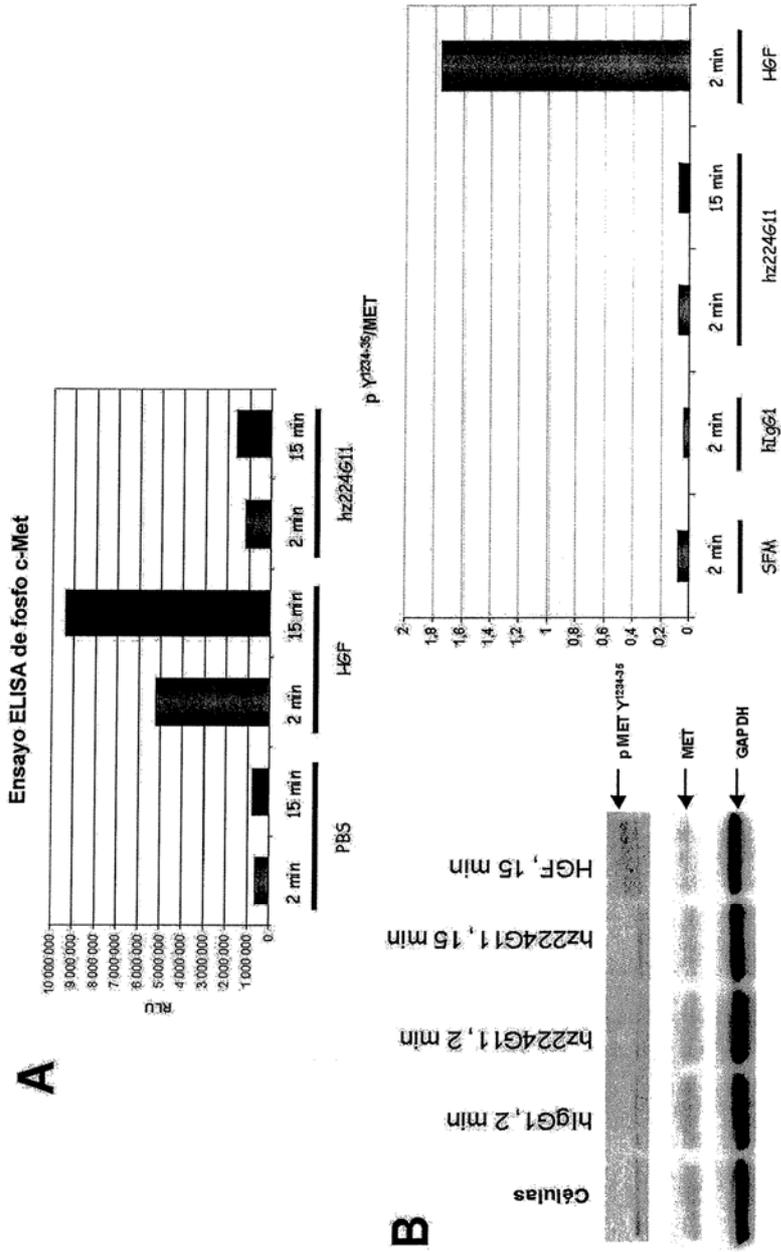 A
Ensayo ELISA de fosfo c-Met
RLU
10 000 000
9 000 000
8 000 000
7 000 000
6 000 000
5 000 000
4 000 000
3 000 000
2 000 000
1 000 000
0
2 min
15 min
2 min
15 min
2 min
15 min
PBS
HGF
hz224G11
B
Células
hIgG1, 2 min
hz224G11, 2 min
hz224G11, 15 min
HGF, 15 min
p MET Y1234-35
MET
GAPDH
p Y1234-35/MET
2
1,8
1,6
1,4
1,2
1
0,8
0,6
0,4
0,2
0
2 min
2 min
2 min
15 min
2 min
SFM
hIgG1
hz224G11
HGF